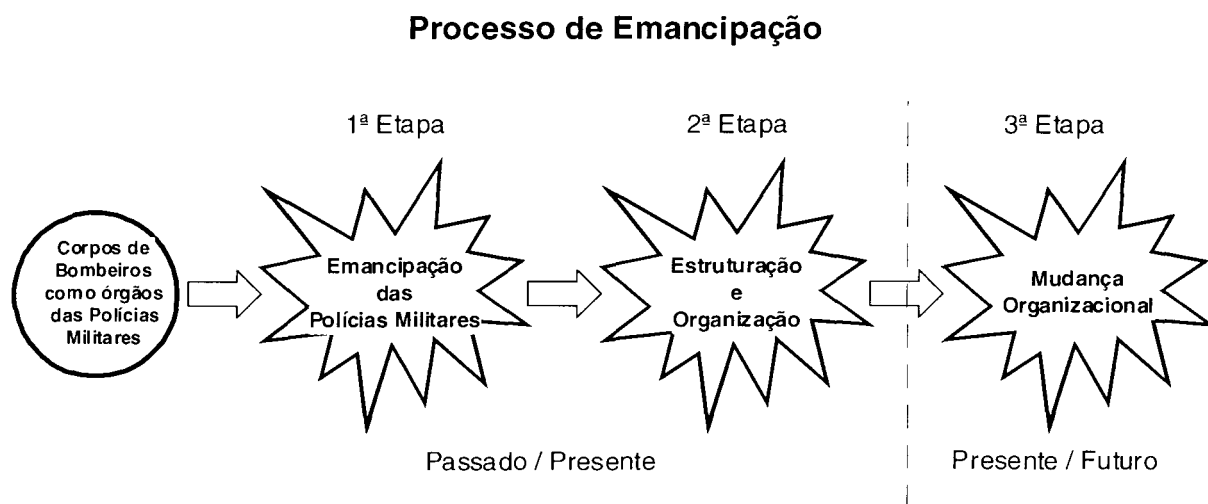 Processo de Emancipação
1ª Etapa
2ª Etapa
3ª Etapa
Corpos de
Bombeiros
como órgãos
das Polícias
Militares
Emancipação
das
Polícias Militares
Estruturação
e
Organização
Mudança
Organizacional
Passado / Presente
Presente / Futuro